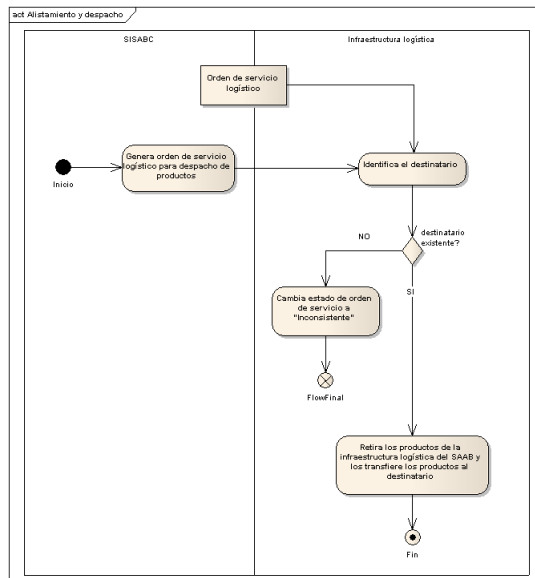 act Alistamiento y despacho
SISABC
Infraestructura logística
Orden de servicio
logístico
Genera orden de servicio
logístico para despacho de
productos
Identifica el destinatario
Inicio
destinatario
existente?
NO
SI
Cambia estado de orden
de servicio a
"Inconsistente"
FlowFinal
Retira los productos de la
infraestructura logística del SAAB y
los transfiere los productos al
destinatario
Fin